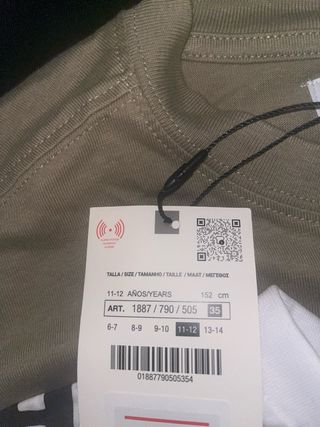 TALLA / SIZE / TAMANHO / TAILLE / MAAT / ΜΕΓΕΘΟΣ
11-12 AÑOS/YEARS 152 cm
ART. 1887 / 790 / 505 35
6-7 8-9 9-10 11-12 13-14
01887790505354